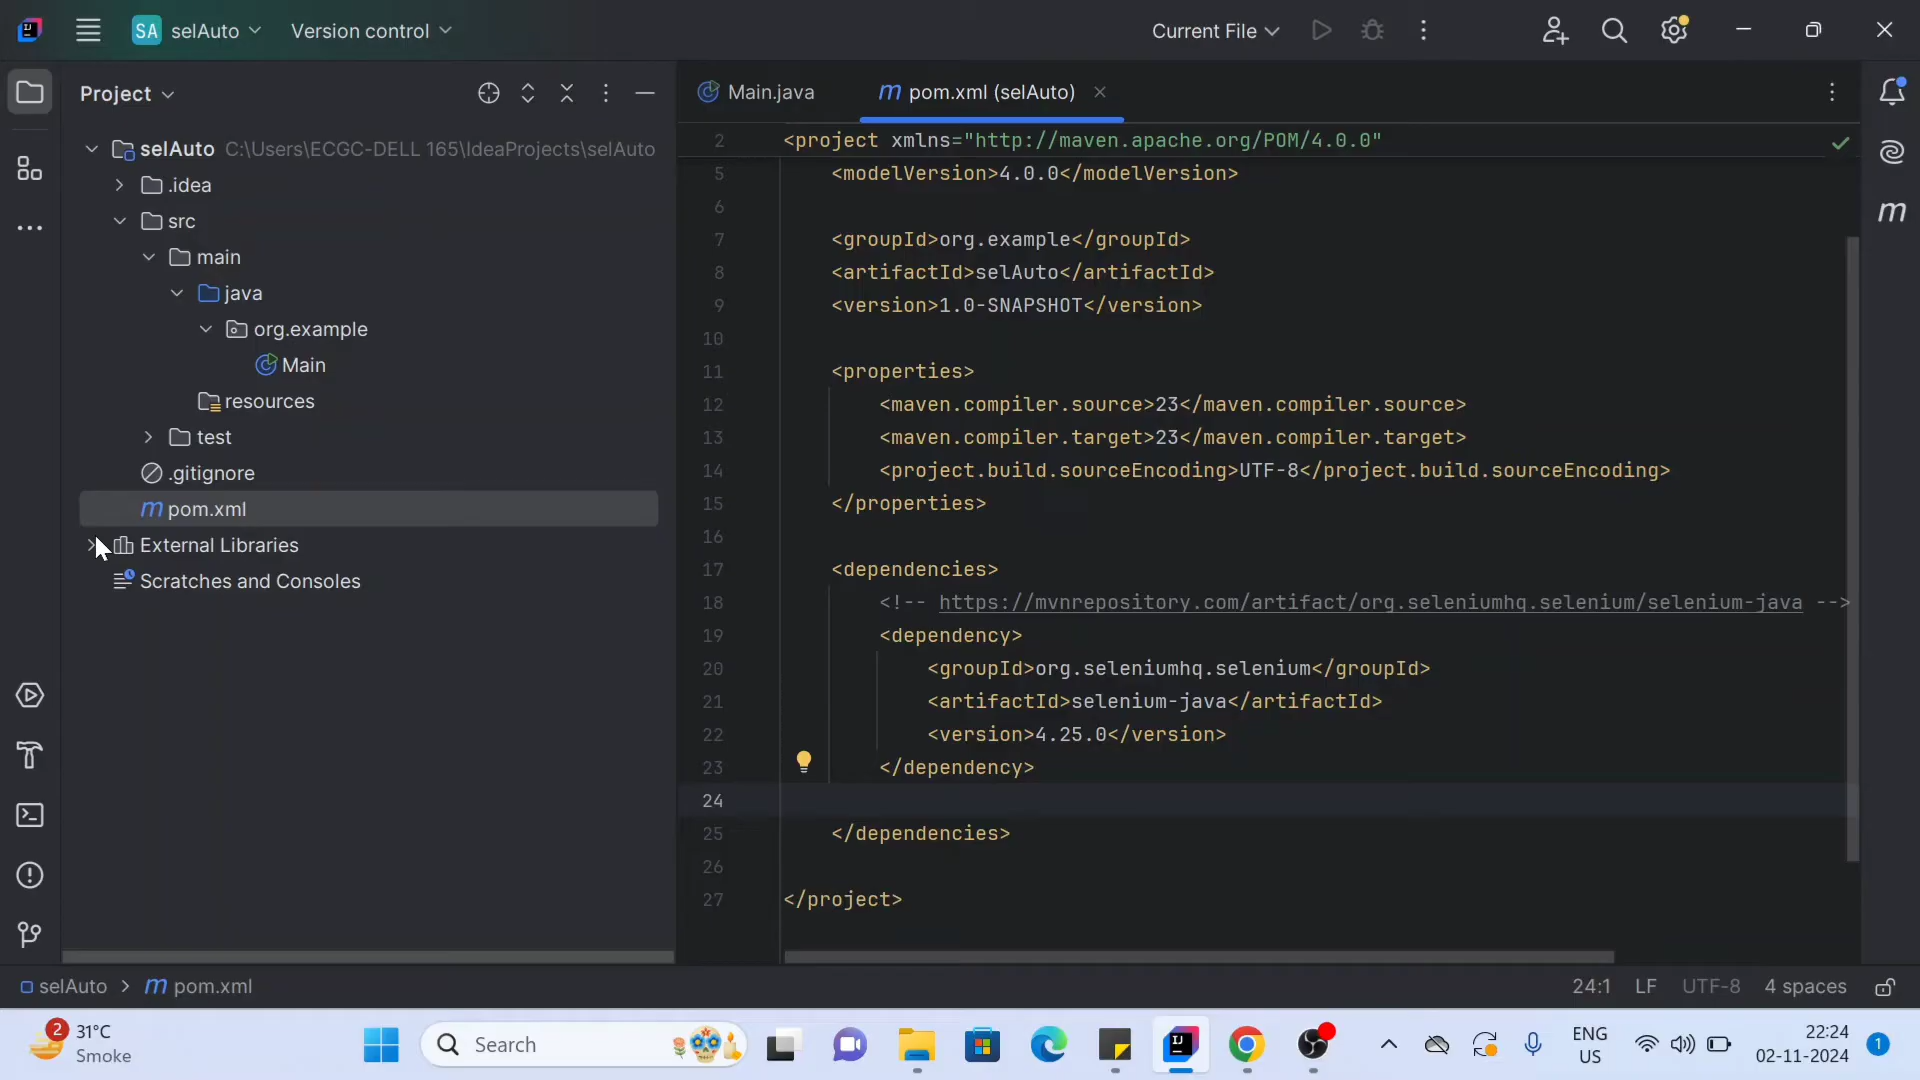 SA selAuto Version control Current File
Project
Main.java
m pom.xml (selAuto)
selAuto C:\Users\ECGC-DELL 165\IdeaProjects\selAuto
.idea
src
main
java
org.example
Main
resources
test
.gitignore
m pom.xml
External Libraries
Scratches and Consoles
2 <project xmlns="http://maven.apache.org/POM/4.0.0"
5 <modelVersion>4.0.0</modelVersion>
6
7 <groupId>org.example</groupId>
8 <artifactId>selAuto</artifactId>
9 <version>1.0-SNAPSHOT</version>
10
11 <properties>
12 <maven.compiler.source>23</maven.compiler.source>
13 <maven.compiler.target>23</maven.compiler.target>
14 <project.build.sourceEncoding>UTF-8</project.build.sourceEncoding>
15 </properties>
16
17 <dependencies>
18 <!-- https://mvnrepository.com/artifact/org.seleniumhq.selenium/selenium-java -->
19 <dependency>
20 <groupId>org.seleniumhq.selenium</groupId>
21 <artifactId>selenium-java</artifactId>
22 <version>4.25.0</version>
23 </dependency>
24
25 </dependencies>
26
27 </project>
m
selAuto > m pom.xml
24:1 LF UTF-8 4 spaces
2
31°C
Smoke
Search
ENG
US
22:24
02-11-2024
1